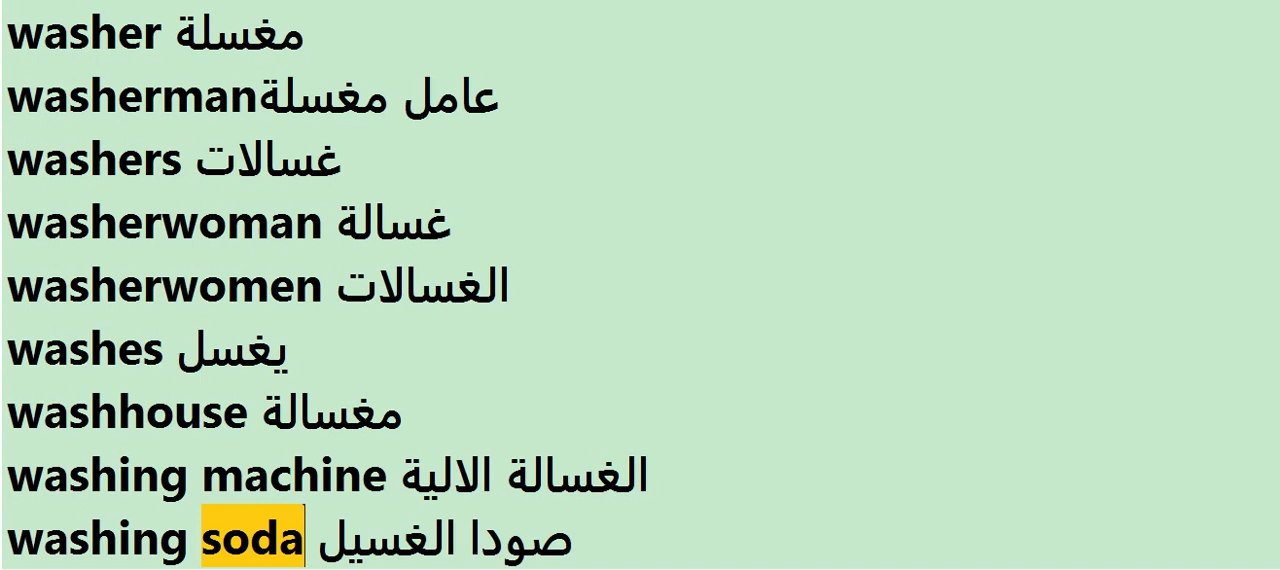 washer مغسلة
washermanعامل مغسلة
washers غسالات
washerwoman غسالة
washerwomen الغسالات
washes يغسل
washhouse مغسالة
washing machine الغسالة الالية
washing soda صودا الغسيل